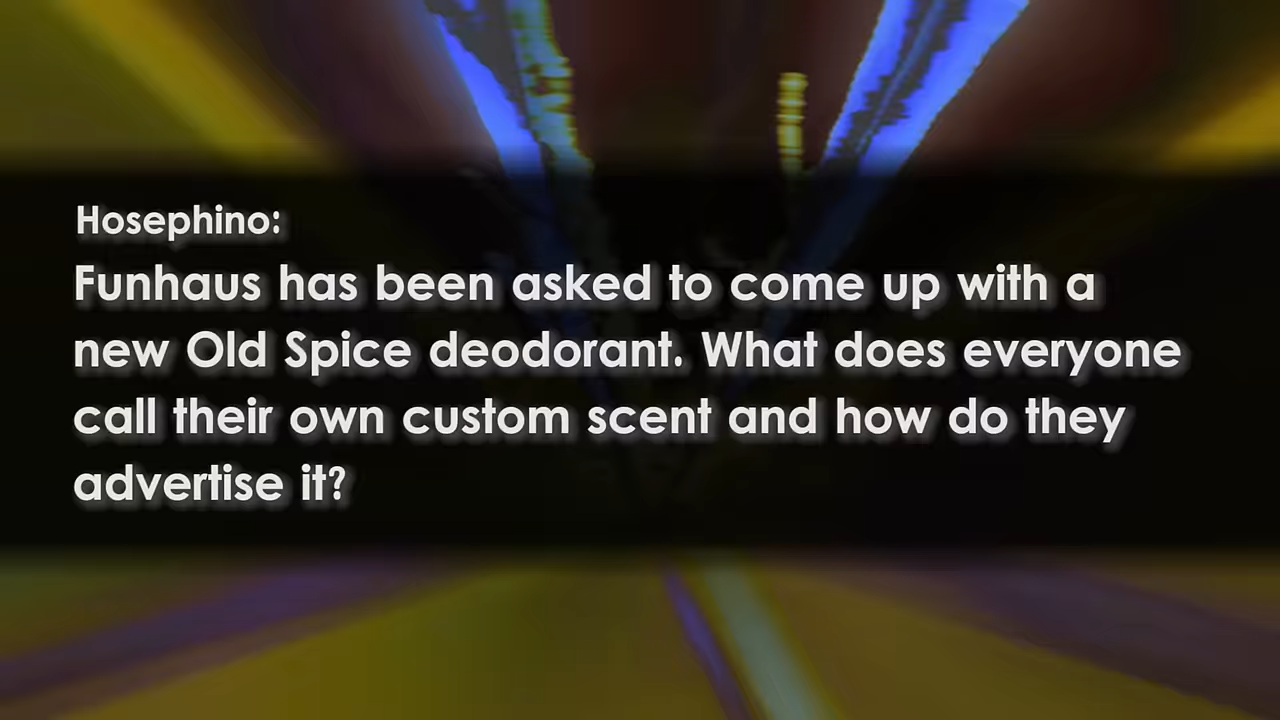 Hosephino:
Funhaus has been asked to come up with a
new Old Spice deodorant. What does everyone
call their own custom scent and how do they
advertise it?